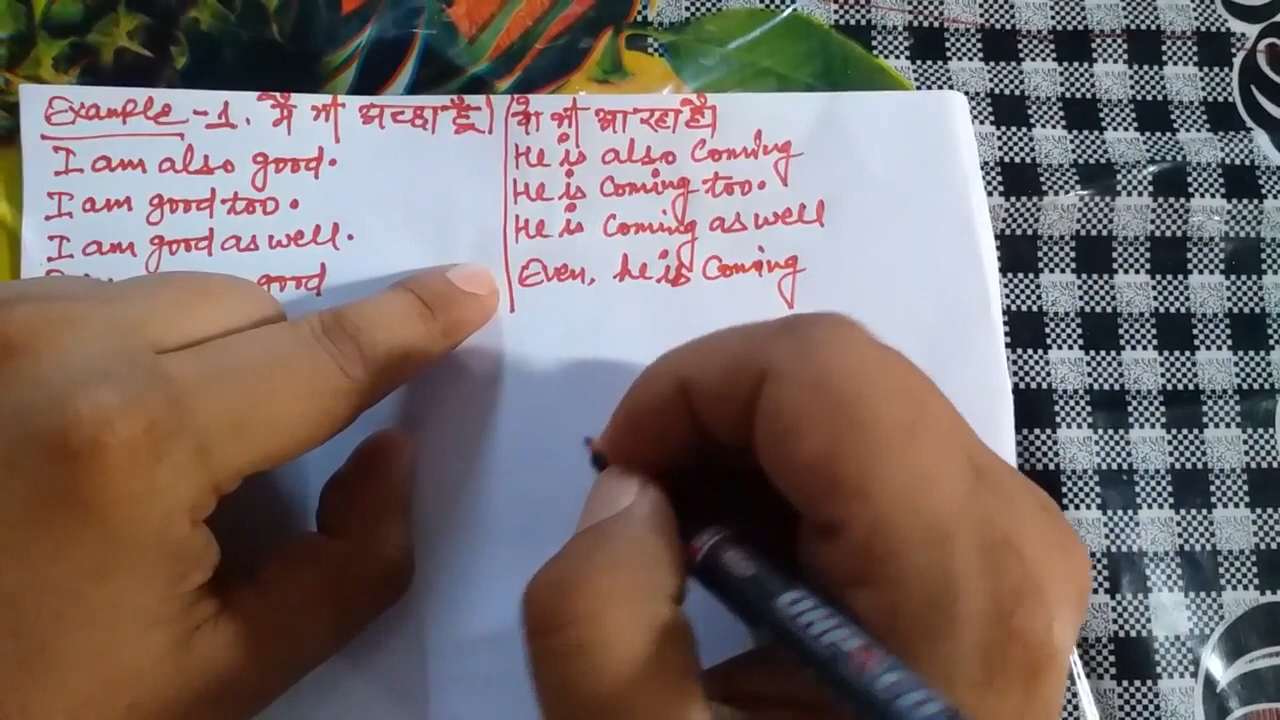 Example-1. मैं भी अच्छा हूँ।
I am also good.
I am good too.
I am good as well.
good
वो भी आ रहा है।
He is also coming
He is coming too.
He is coming as well
Even, he is coming